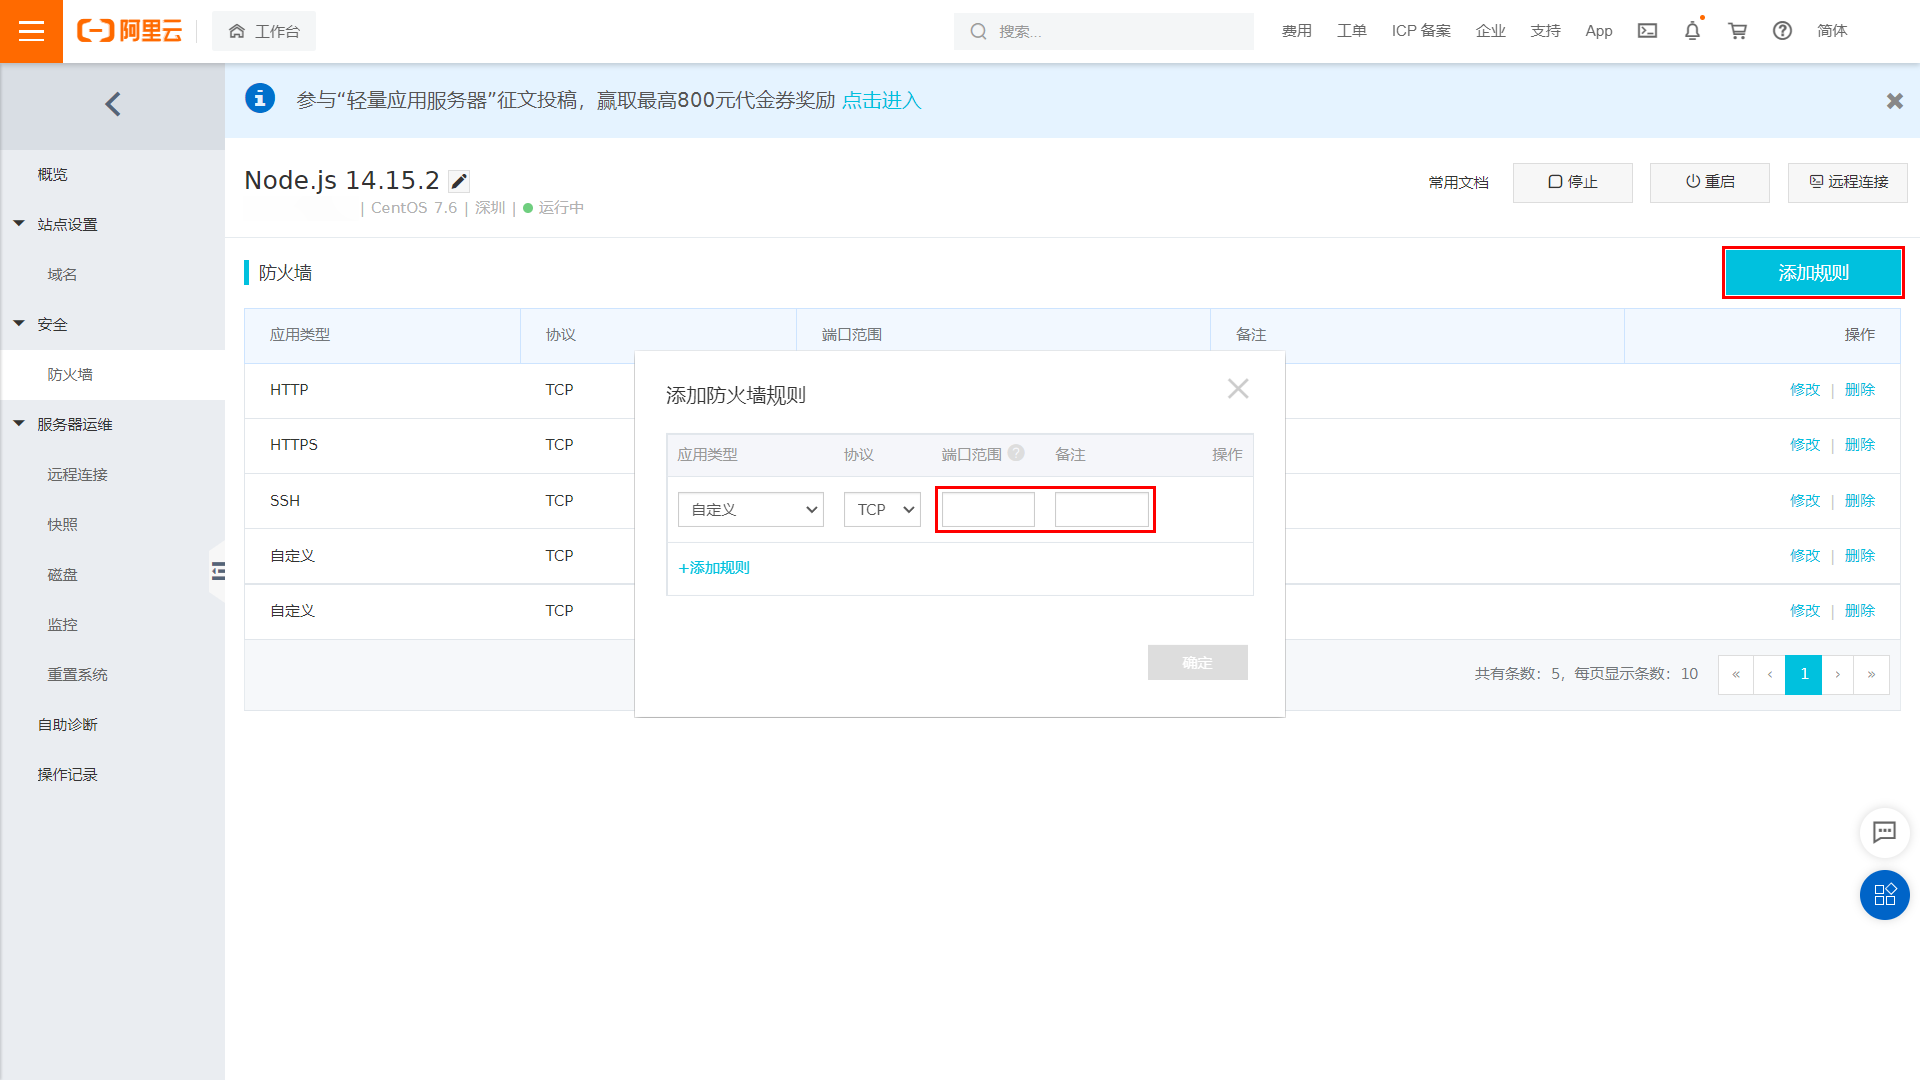 阿里云
工作台
搜索...
费用
工单
ICP 备案
企业
支持
App
简体
参与“轻量应用服务器”征文投稿，赢取最高800元代金券奖励 点击进入
概览
站点设置
域名
安全
防火墙
服务器运维
远程连接
快照
磁盘
监控
重置系统
自助诊断
操作记录
Node.js 14.15.2
| CentOS 7.6 | 深圳 | 运行中
常用文档
停止
重启
远程连接
防火墙
添加规则
应用类型 协议 端口范围 备注 操作
HTTP TCP 修改 | 删除
HTTPS TCP 修改 | 删除
SSH TCP 修改 | 删除
自定义 TCP 修改 | 删除
自定义 TCP 修改 | 删除
共有条数：5，每页显示条数：10 « ‹ 1 › »
添加防火墙规则
应用类型 协议 端口范围 ? 备注 操作
自定义 TCP
+添加规则
确定